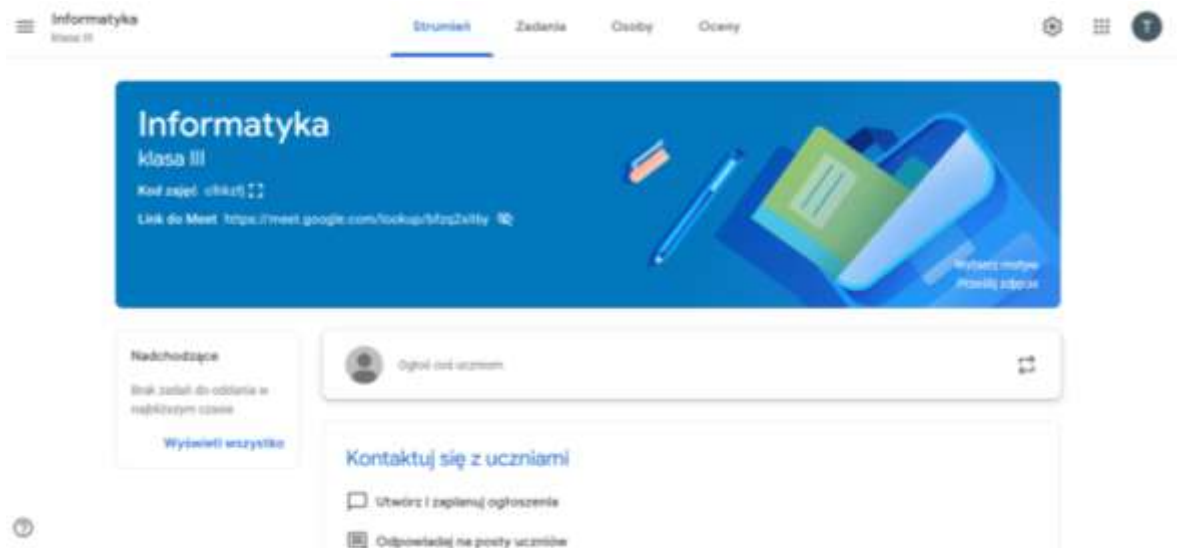 Informatyka
klasa III
Strumień Zadania Osoby Oceny
T
Informatyka
klasa III
Kod zajęć
Link do Meet https://meet.google.com/lookup/
Wybierz motyw
Prześlij zdjęcie
Nadchodzące
Brak zadań do oddania w
najbliższym czasie
Wyświetl wszystko
Ogłoś coś uczniom
Kontaktuj się z uczniami
Utwórz i zaplanuj ogłoszenia
Odpowiadaj na posty uczniów